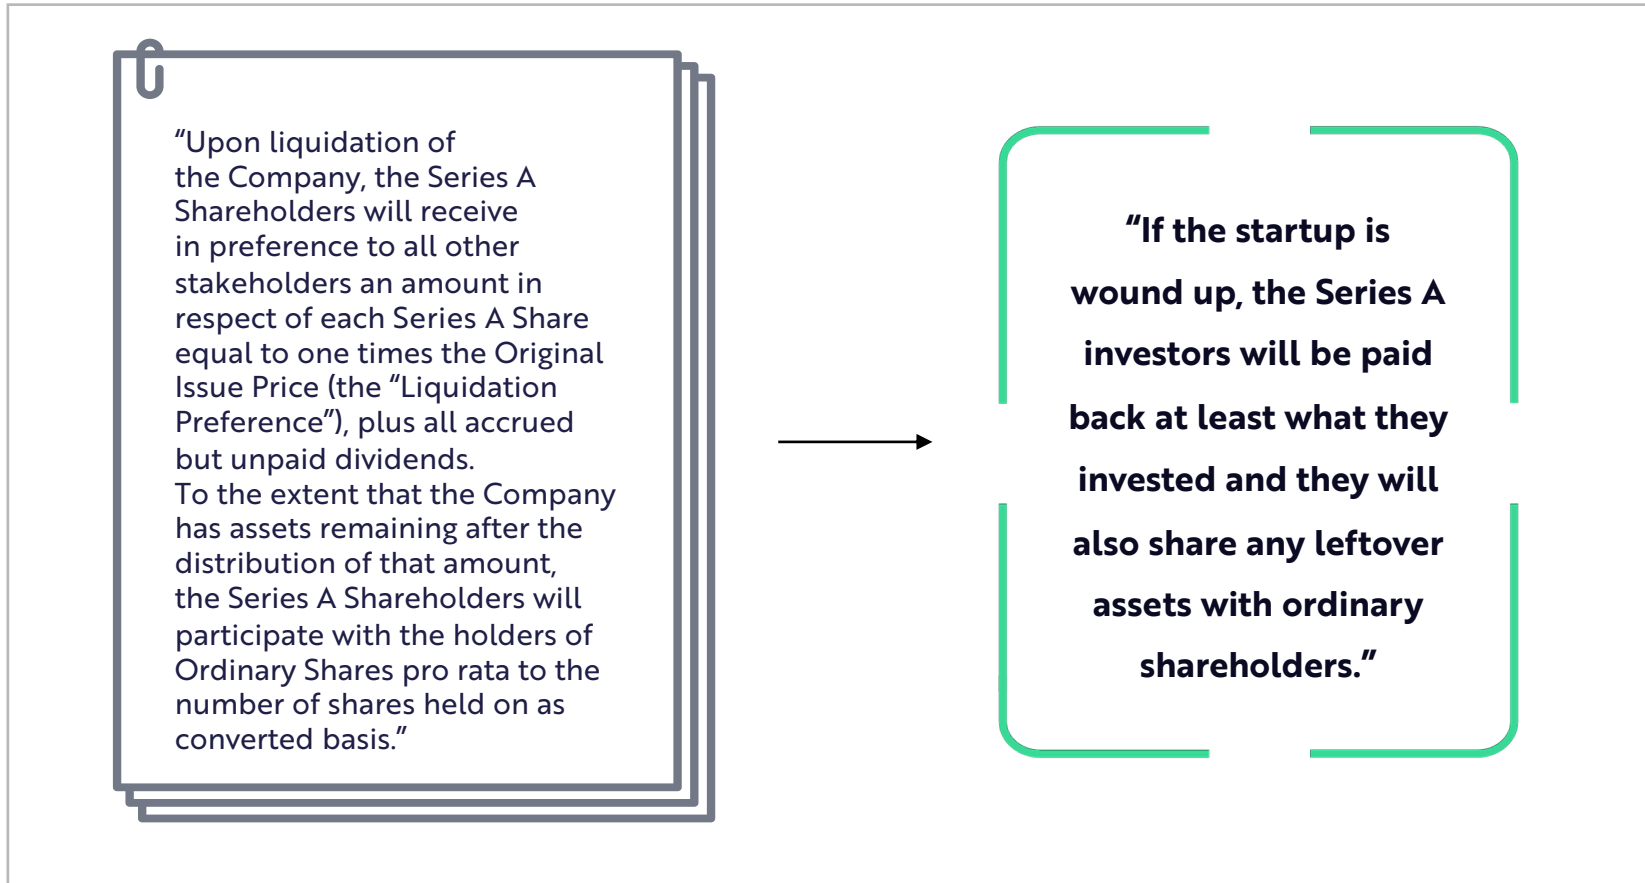 “Upon liquidation of
the Company, the Series A
Shareholders will receive
in preference to all other
stakeholders an amount in
respect of each Series A Share
equal to one times the Original
Issue Price (the “Liquidation
Preference”), plus all accrued
but unpaid dividends.
To the extent that the Company
has assets remaining after the
distribution of that amount,
the Series A Shareholders will
participate with the holders of
Ordinary Shares pro rata to the
number of shares held on as
converted basis.”
“If the startup is
wound up, the Series A
investors will be paid
back at least what they
invested and they will
also share any leftover
assets with ordinary
shareholders.”